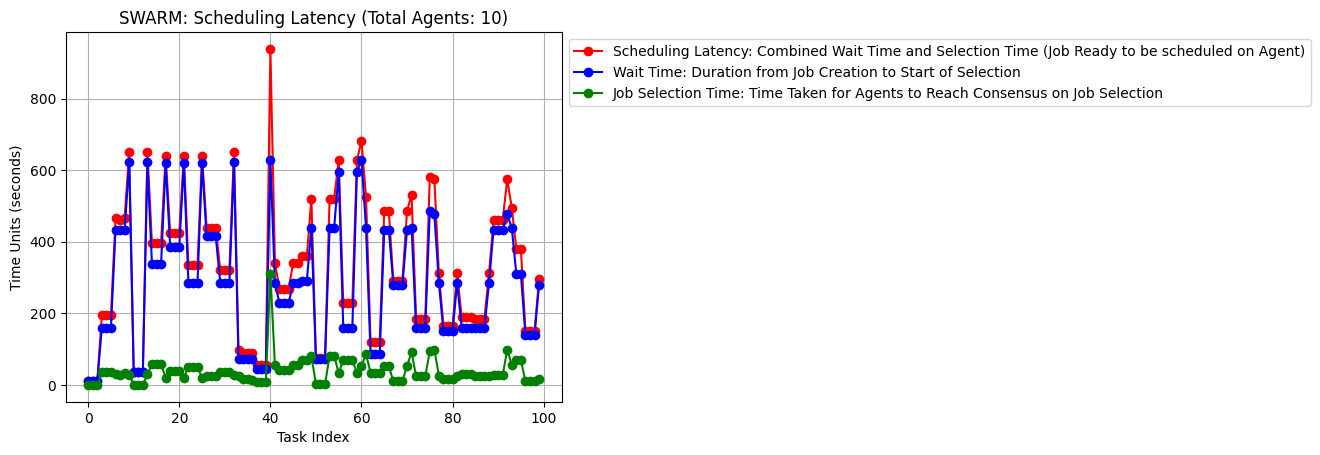 SWARM: Scheduling Latency (Total Agents: 10)
Scheduling Latency: Combined Wait Time and Selection Time (Job Ready to be scheduled on Agent)
Wait Time: Duration from Job Creation to Start of Selection
Job Selection Time: Time Taken for Agents to Reach Consensus on Job Selection
Time Units (seconds)
800
600
400
200
0
0 20 40 60 80 100
Task Index